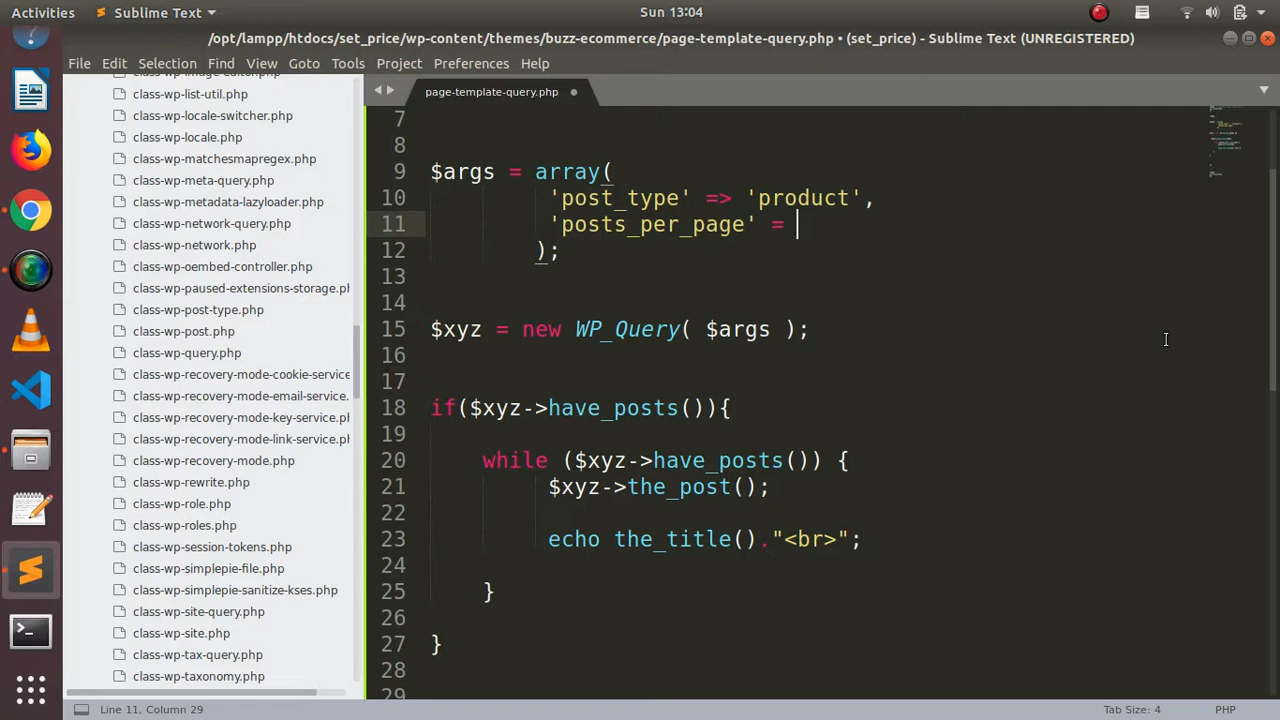 Activities
Sublime Text
Sun 13:04
/opt/lampp/htdocs/set_price/wp-content/themes/buzz-ecommerce/page-template-query.php • (set_price) - Sublime Text (UNREGISTERED)
File Edit Selection Find View Goto Tools Project Preferences Help
class-wp-image-editor.php
class-wp-list-util.php
class-wp-locale-switcher.php
class-wp-locale.php
class-wp-matchesmapregex.php
class-wp-meta-query.php
class-wp-metadata-lazyloader.php
class-wp-network-query.php
class-wp-network.php
class-wp-oembed-controller.php
class-wp-paused-extensions-storage.ph
class-wp-post-type.php
class-wp-post.php
class-wp-query.php
class-wp-recovery-mode-cookie-service
class-wp-recovery-mode-email-service.
class-wp-recovery-mode-key-service.ph
class-wp-recovery-mode-link-service.ph
class-wp-recovery-mode.php
class-wp-rewrite.php
class-wp-role.php
class-wp-roles.php
class-wp-session-tokens.php
class-wp-simplepie-file.php
class-wp-simplepie-sanitize-kses.php
class-wp-site-query.php
class-wp-site.php
class-wp-tax-query.php
class-wp-taxonomy.php
page-template-query.php
7
8
9 $args = array(
10 'post_type' => 'product',
11 'posts_per_page' =
12 );
13
14
15 $xyz = new WP_Query( $args );
16
17
18 if($xyz->have_posts()){
19
20 while ($xyz->have_posts()) {
21 $xyz->the_post();
22
23 echo the_title()."<br>";
24
25 }
26
27 }
28
29
Line 11, Column 29
Tab Size: 4
PHP